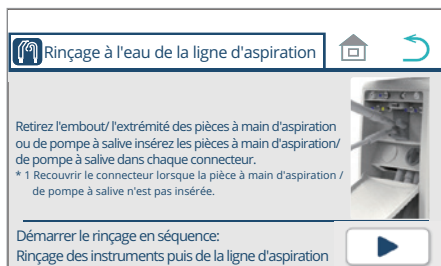 Rinçage à l'eau de la ligne d'aspiration
Retirez l'embout/ l'extrémité des pièces à main d'aspiration
ou de pompe à salive insérez les pièces à main d'aspiration/
de pompe à salive dans chaque connecteur.
* 1 Recouvrir le connecteur lorsque la pièce à main d'aspiration /
de pompe à salive n'est pas insérée.
Démarrer le rinçage en séquence:
Rinçage des instruments puis de la ligne d'aspiration